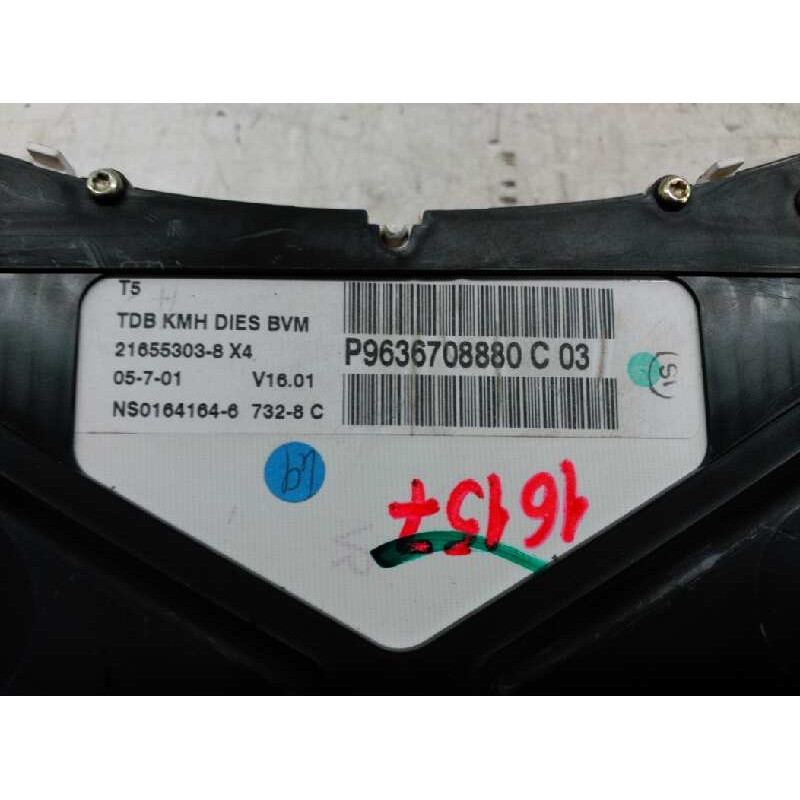 T5
TDB KMH DIES BVM
21655303-8 X4
05-7-01 V16.01
NS0164164-6 732-8 C
P9636708880 C 03